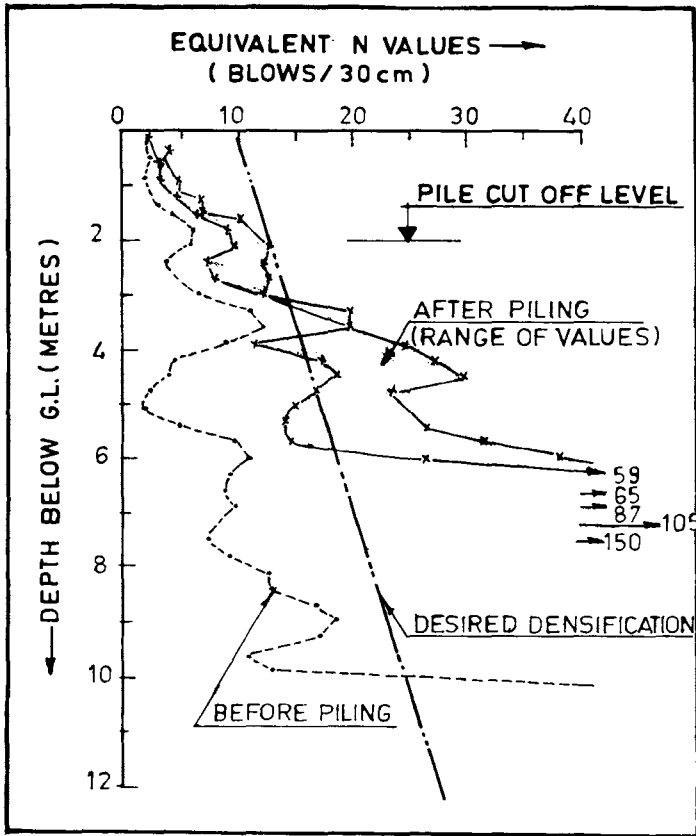 EQUIVALENT N VALUES
( BLOWS/30cm )
0 10 20 30 40
PILE CUT OFF LEVEL
2
AFTER PILING
(RANGE OF VALUES)
4
DEPTH BELOW G.L. (METRES)
6
59
65
87
105
150
8
DESIRED DENSIFICATION
10
BEFORE PILING
12